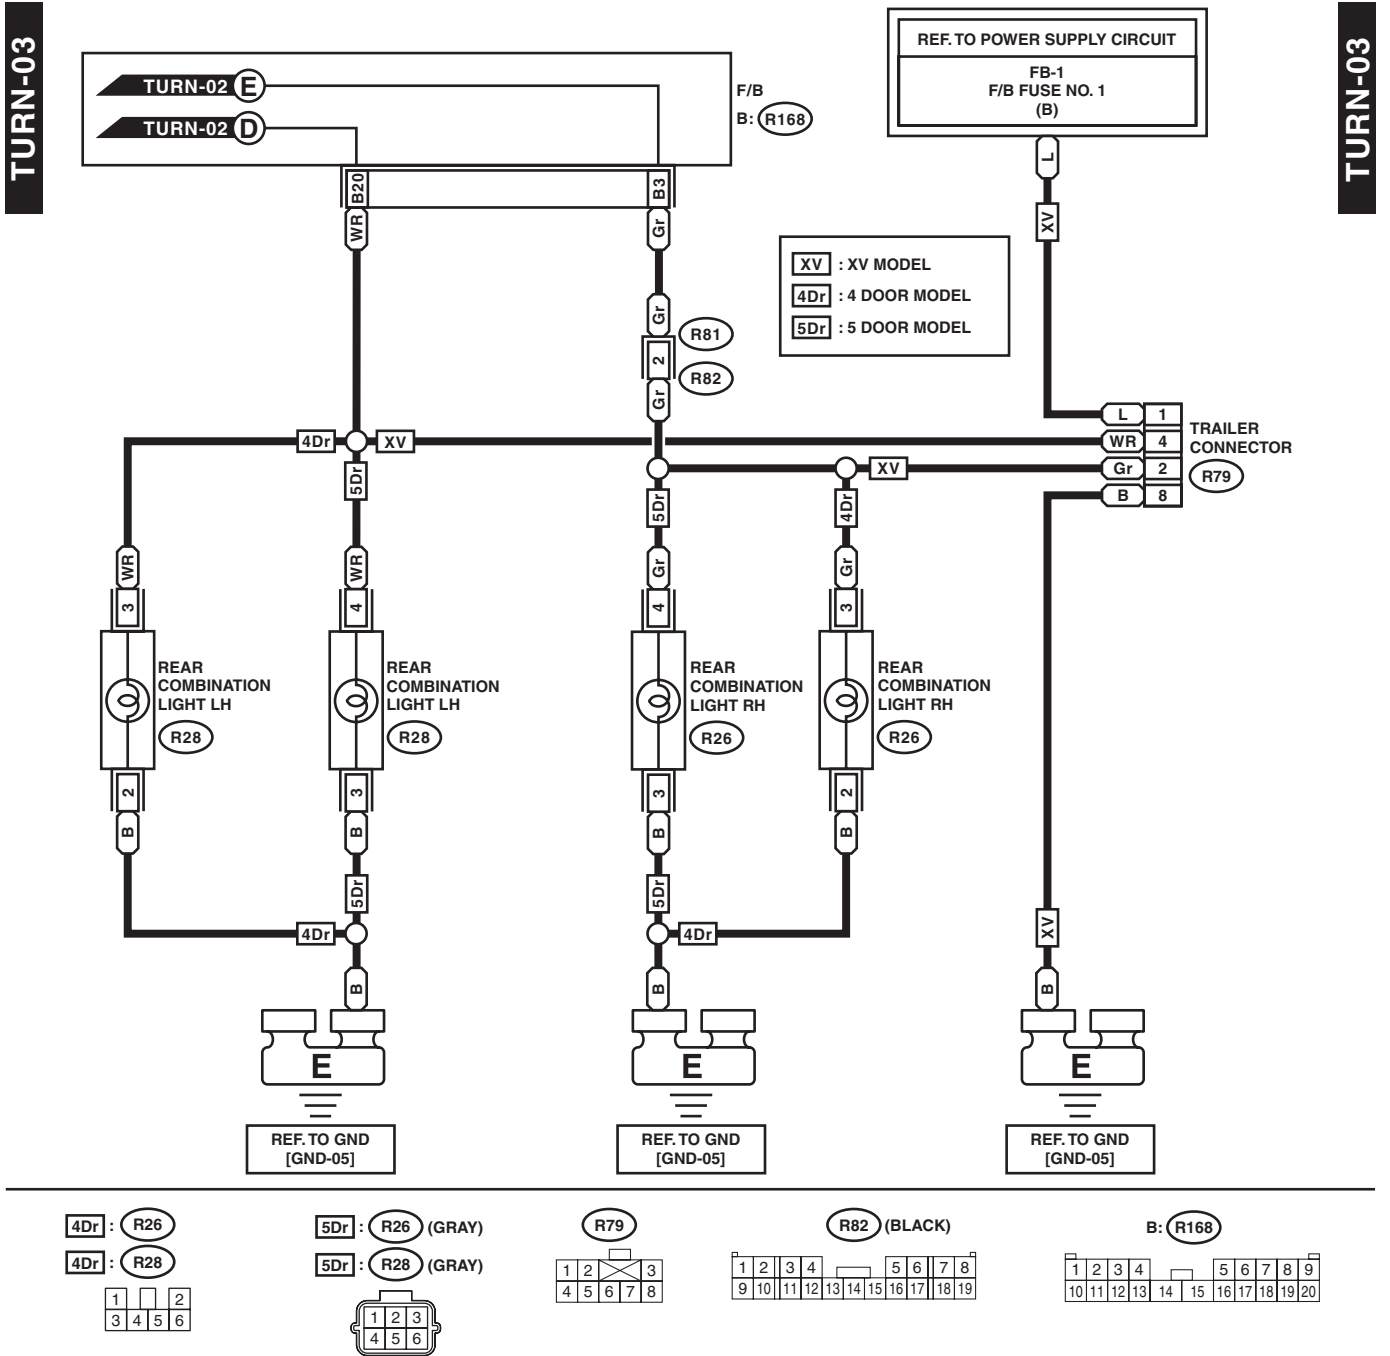 TURN-03
TURN-03
REF. TO POWER SUPPLY CIRCUIT
FB-1
F/B FUSE NO. 1
(B)
TURN-02 E
TURN-02 D
F/B
B: R168
B20
B3
WR
Gr
L
XV
XV : XV MODEL
4Dr : 4 DOOR MODEL
5Dr : 5 DOOR MODEL
Gr
R81
2
R82
Gr
L 1
WR 4
Gr 2
B 8
TRAILER
CONNECTOR
R79
4Dr
XV
5Dr
XV
5Dr
4Dr
WR
WR
Gr
Gr
3
4
4
3
REAR
COMBINATION
LIGHT LH
R28
REAR
COMBINATION
LIGHT LH
R28
REAR
COMBINATION
LIGHT RH
R26
REAR
COMBINATION
LIGHT RH
R26
2
3
3
2
B
B
B
B
5Dr
5Dr
XV
4Dr
4Dr
B
B
B
E
E
E
REF. TO GND
[GND-05]
REF. TO GND
[GND-05]
REF. TO GND
[GND-05]
4Dr : R26
4Dr : R28
1 2
3 4 5 6
5Dr : R26 (GRAY)
5Dr : R28 (GRAY)
1 2 3
4 5 6
R79
1 2 3
4 5 6 7 8
R82 (BLACK)
1 2 3 4 5 6 7 8
9 10 11 12 13 14 15 16 17 18 19
B: R168
1 2 3 4 5 6 7 8 9
10 11 12 13 14 15 16 17 18 19 20